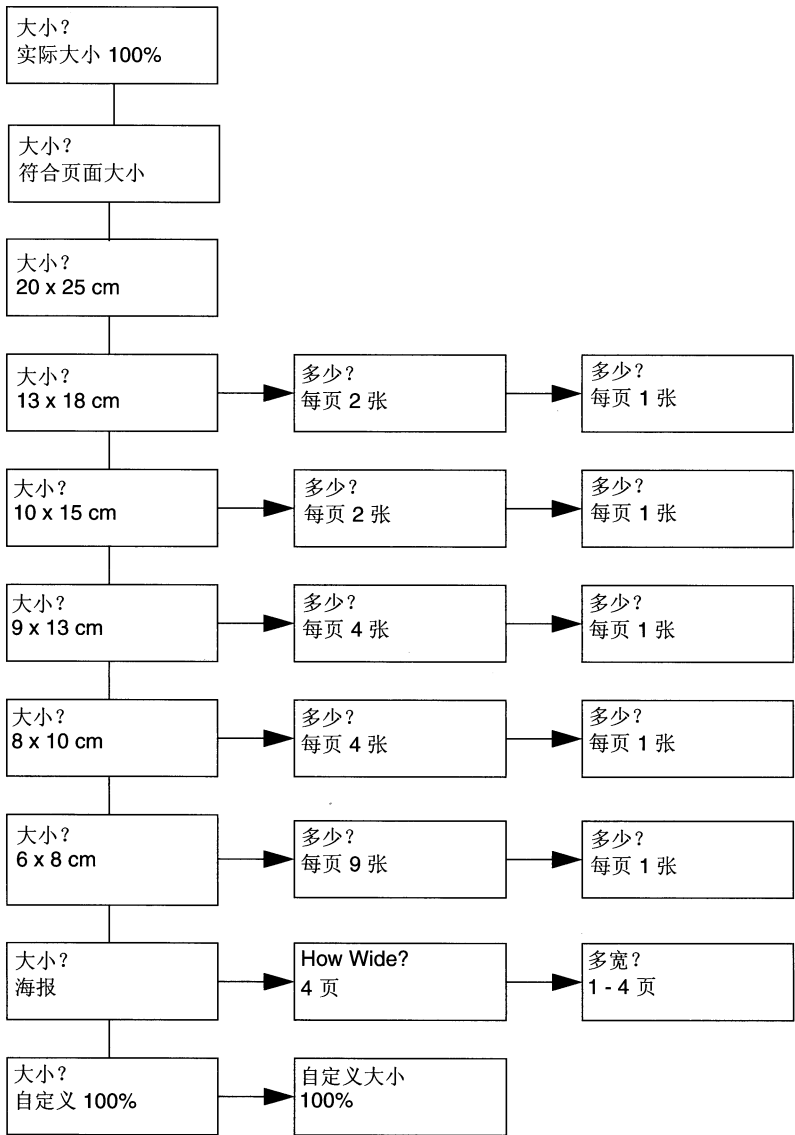 大小？
实际大小 100%
大小？
符合页面大小
大小？
20 x 25 cm
大小？
13 x 18 cm
多少？
每页 2 张
多少？
每页 1 张
大小？
10 x 15 cm
多少？
每页 2 张
多少？
每页 1 张
大小？
9 x 13 cm
多少？
每页 4 张
多少？
每页 1 张
大小？
8 x 10 cm
多少？
每页 4 张
多少？
每页 1 张
大小？
6 x 8 cm
多少？
每页 9 张
多少？
每页 1 张
大小？
海报
How Wide?
4 页
多宽？
1 - 4 页
大小？
自定义 100%
自定义大小
100%